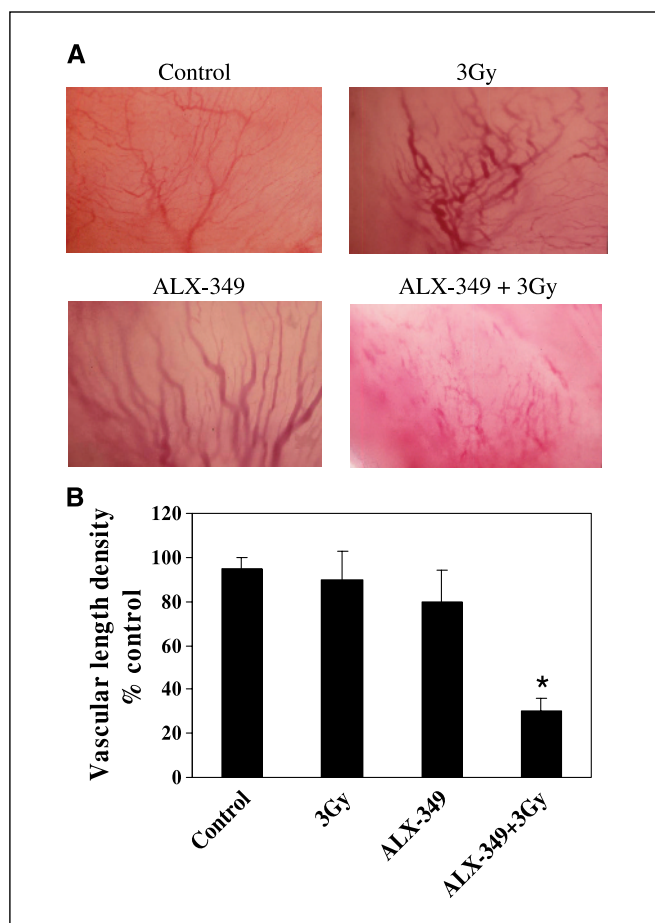 A
Control
3Gy
ALX-349
ALX-349 + 3Gy
B
Vascular length density
% control
120
100
80
60
40
20
0
*
Control
3Gy
ALX-349
ALX-349+3Gy